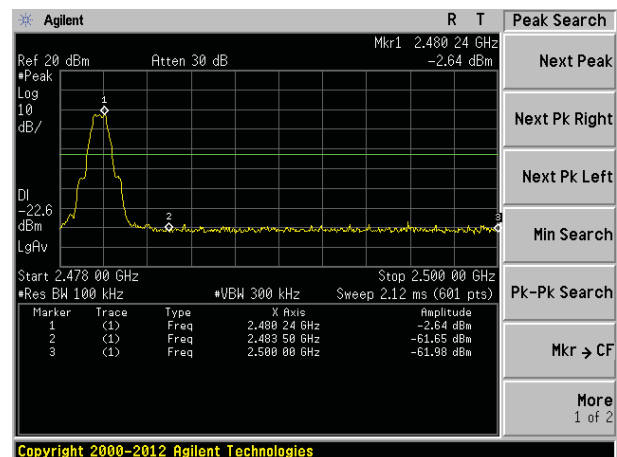 Agilent R T
Peak Search
Mkr1 2.480 24 GHz
Ref 20 dBm Atten 30 dB -2.64 dBm
#Peak
Log
10
dB/
1
DI
-22.6
dBm
LgAv
2
3
Start 2.478 00 GHz Stop 2.500 00 GHz
#Res BW 100 kHz #VBW 300 kHz Sweep 2.12 ms (601 pts)
Marker Trace Type X Axis Amplitude
1 (1) Freq 2.480 24 GHz -2.64 dBm
2 (1) Freq 2.483 50 GHz -61.65 dBm
3 (1) Freq 2.500 00 GHz -61.98 dBm
Next Peak
Next Pk Right
Next Pk Left
Min Search
Pk-Pk Search
Mkr → CF
More
1 of 2
Copyright 2000-2012 Agilent Technologies